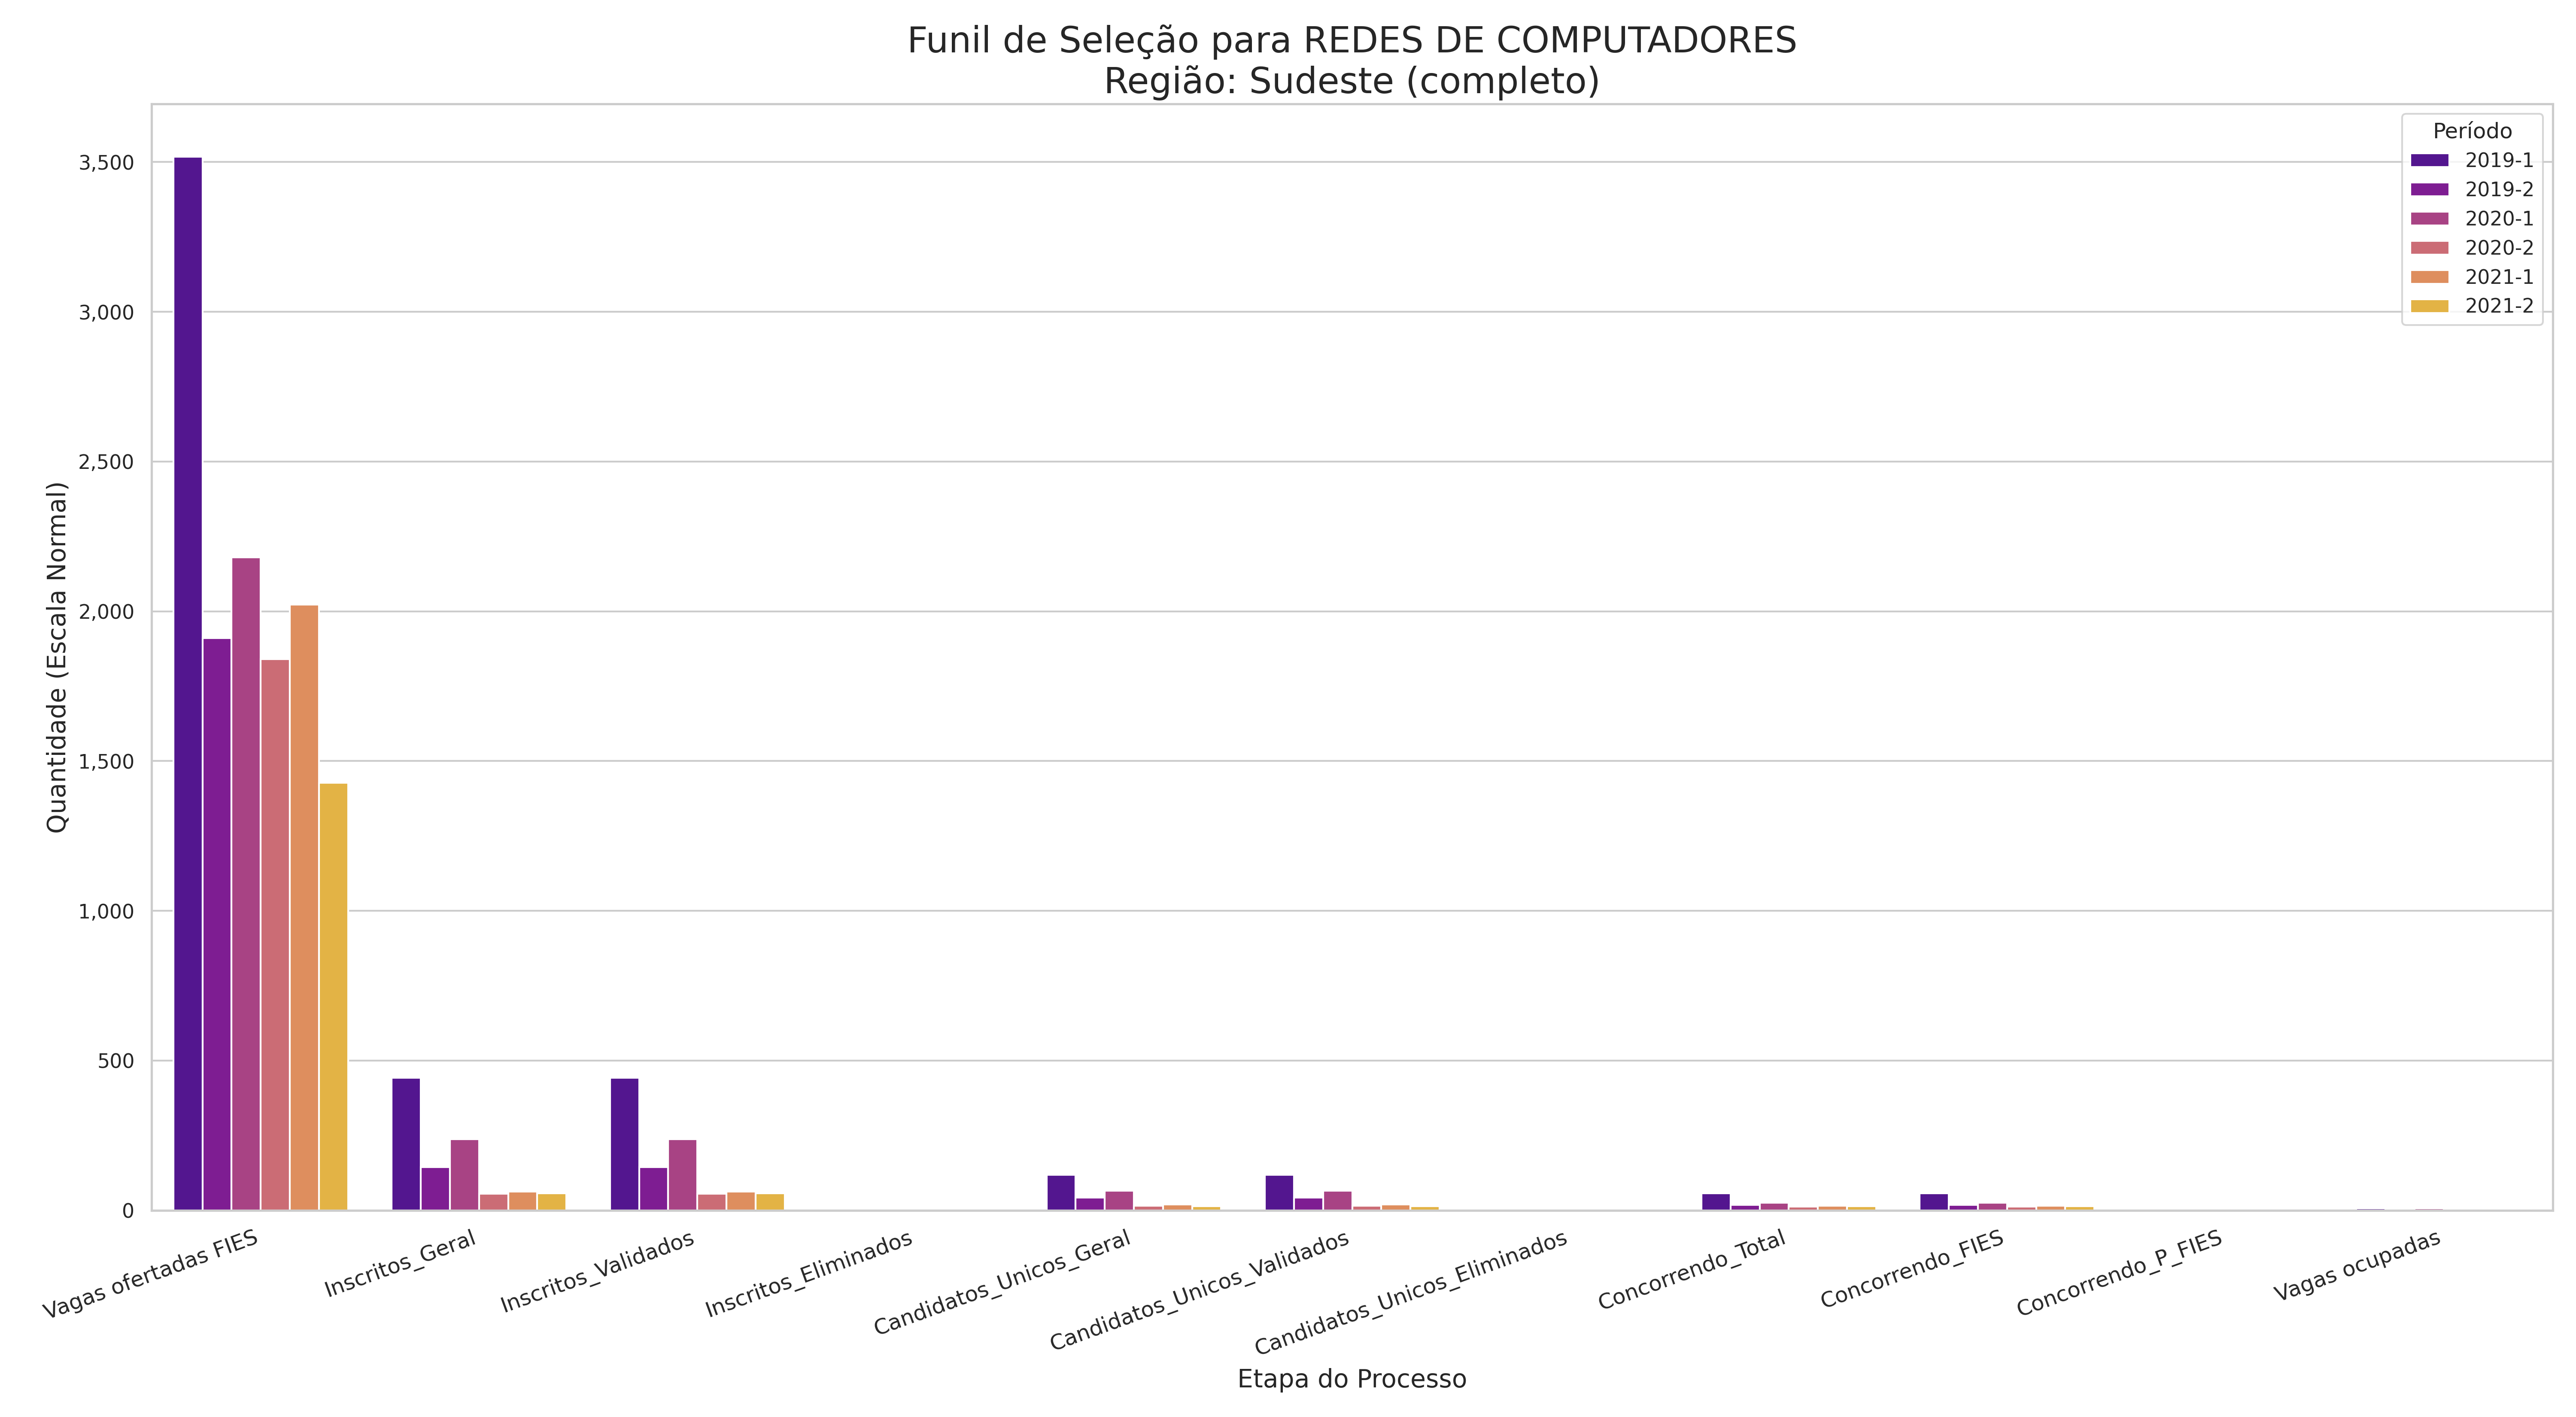 Funil de Seleção para REDES DE COMPUTADORES
Região: Sudeste (completo)
Período
2019-1
2019-2
2020-1
2020-2
2021-1
2021-2
Quantidade (Escala Normal)
3,500
3,000
2,500
2,000
1,500
1,000
500
0
Vagas ofertadas FIES
Inscritos_Geral
Inscritos_Validados
Inscritos_Eliminados
Candidatos_Unicos_Geral
Candidatos_Unicos_Validados
Candidatos_Unicos_Eliminados
Concorrendo_Total
Concorrendo_FIES
Concorrendo_P_FIES
Vagas ocupadas
Etapa do Processo